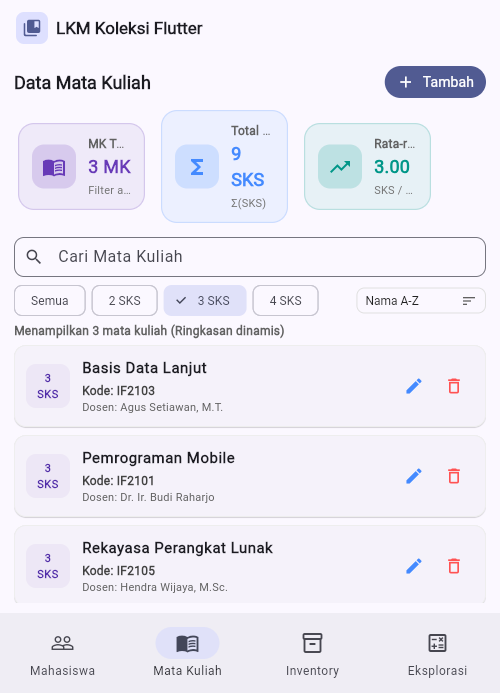 LKM Koleksi Flutter
Data Mata Kuliah
+ Tambah
MK T...
3 MK
Filter a...
Σ
Total ...
9
SKS
Σ(SKS)
Rata-r...
3.00
SKS / ...
Cari Mata Kuliah
Semua
2 SKS
3 SKS
4 SKS
Nama A-Z
Menampilkan 3 mata kuliah (Ringkasan dinamis)
3
SKS
Basis Data Lanjut
Kode: IF2103
Dosen: Agus Setiawan, M.T.
3
SKS
Pemrograman Mobile
Kode: IF2101
Dosen: Dr. Ir. Budi Raharjo
3
SKS
Rekayasa Perangkat Lunak
Kode: IF2105
Dosen: Hendra Wijaya, M.Sc.
Mahasiswa
Mata Kuliah
Inventory
Eksplorasi